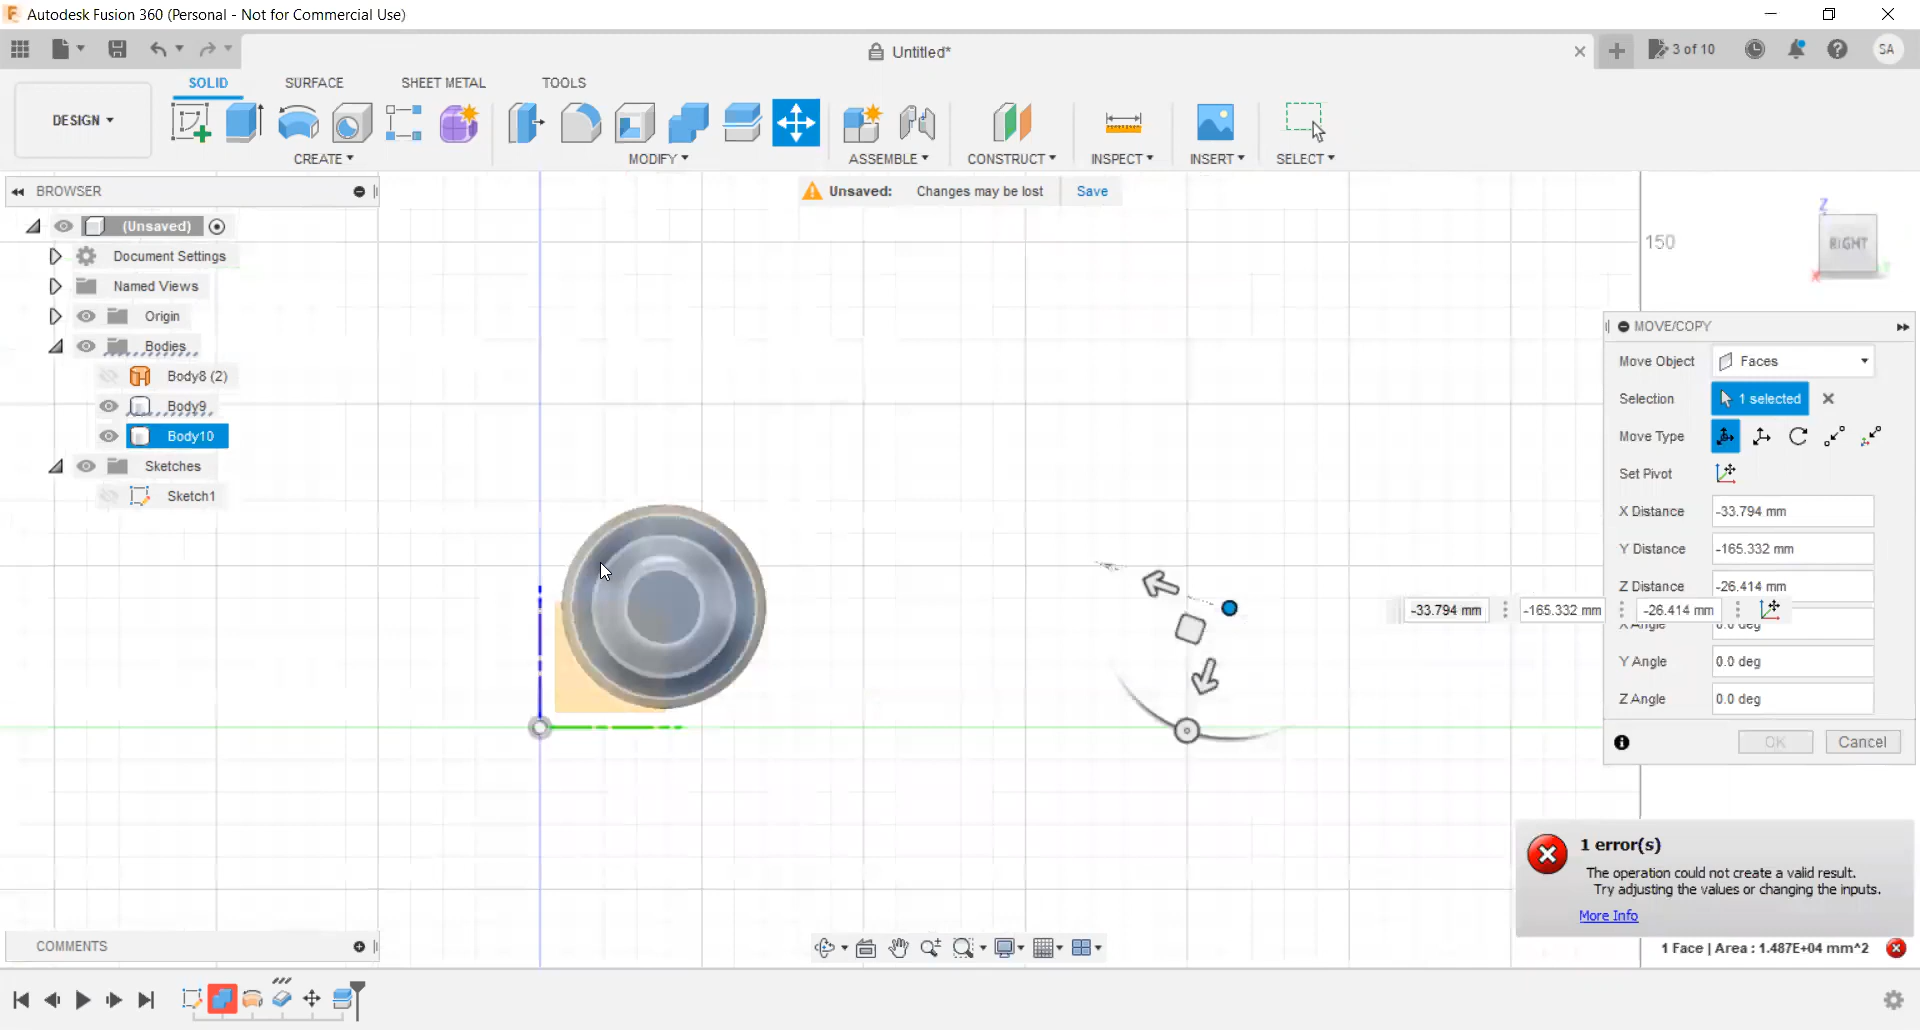 Autodesk Fusion 360 (Personal - Not for Commercial Use)
Untitled*
3 of 10
SA
DESIGN
SOLID
SURFACE
SHEET METAL
TOOLS
CREATE
MODIFY
ASSEMBLE
CONSTRUCT
INSPECT
INSERT
SELECT
BROWSER
Unsaved: Changes may be lost Save
(Unsaved)
Document Settings
Named Views
Origin
Bodies
Body8 (2)
Body9
Body10
Sketches
Sketch1
150
Z
RIGHT
X
MOVE/COPY
Move Object Faces
Selection 1 selected
Move Type
Set Pivot
X Distance -33.794 mm
Y Distance -165.332 mm
Z Distance -26.414 mm
-33.794 mm -165.332 mm -26.414 mm
X Angle 0.0 deg
Y Angle 0.0 deg
Z Angle 0.0 deg
OK Cancel
1 error(s)
The operation could not create a valid result.
Try adjusting the values or changing the inputs.
More Info
COMMENTS
1 Face | Area : 1.487E+04 mm^2